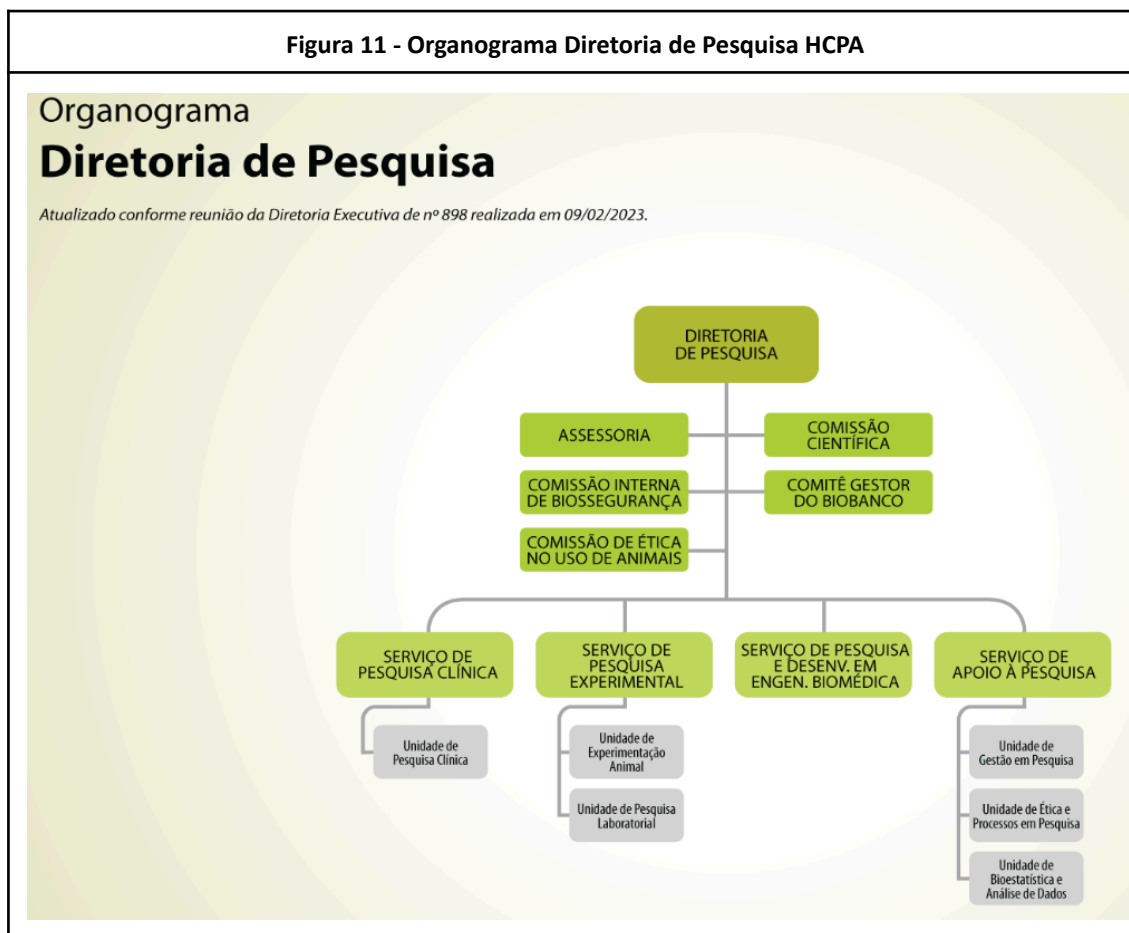 Figura 11 - Organograma Diretoria de Pesquisa HCPA
Organograma
Diretoria de Pesquisa
Atualizado conforme reunião da Diretoria Executiva de nº 898 realizada em 09/02/2023.
DIRETORIA
DE PESQUISA
ASSESSORIA
COMISSÃO
CIENTÍFICA
COMISSÃO INTERNA
DE BIOSSEGURANÇA
COMITÊ GESTOR
DO BIOBANCO
COMISSÃO DE ÉTICA
NO USO DE ANIMAIS
SERVIÇO DE
PESQUISA CLÍNICA
SERVIÇO DE
PESQUISA
EXPERIMENTAL
SERVIÇO DE PESQUISA
E DESENV. EM
ENGEN. BIOMÉDICA
SERVIÇO DE
APOIO À PESQUISA
Unidade de
Pesquisa Clínica
Unidade de
Experimentação
Animal
Unidade de Pesquisa
Laboratorial
Unidade de
Gestão em Pesquisa
Unidade de Ética e
Processos em Pesquisa
Unidade de
Bioestatística e
Análise de Dados